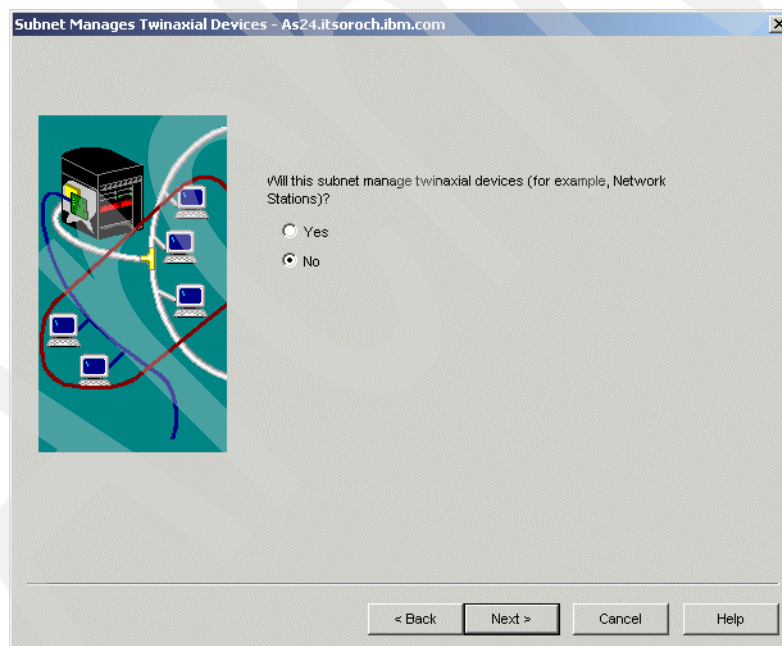 Subnet Manages Twinaxial Devices - As24.itsoroch.ibm.com
Will this subnet manage twinaxial devices (for example, Network
Stations)?
Yes
No
< Back
Next >
Cancel
Help